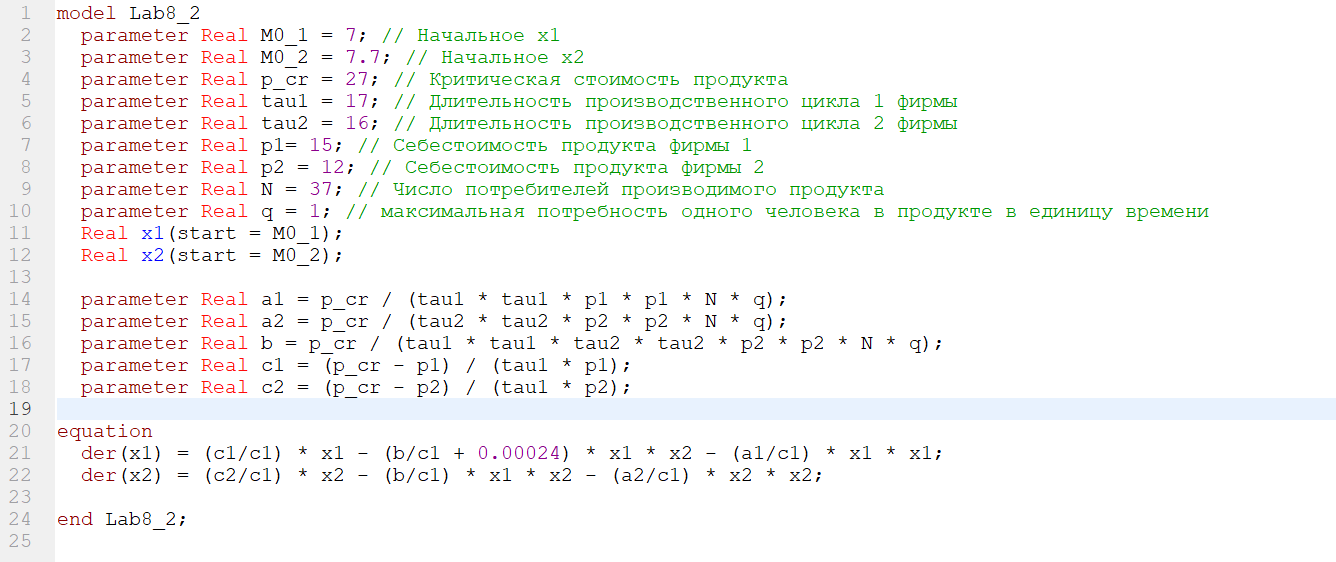 1 model Lab8_2
2 parameter Real M0_1 = 7; // Начальное x1
3 parameter Real M0_2 = 7.7; // Начальное x2
4 parameter Real p_cr = 27; // Критическая стоимость продукта
5 parameter Real tau1 = 17; // Длительность производственного цикла 1 фирмы
6 parameter Real tau2 = 16; // Длительность производственного цикла 2 фирмы
7 parameter Real p1= 15; // Себестоимость продукта фирмы 1
8 parameter Real p2 = 12; // Себестоимость продукта фирмы 2
9 parameter Real N = 37; // Число потребителей производимого продукта
10 parameter Real q = 1; // максимальная потребность одного человека в продукте в единицу времени
11 Real x1(start = M0_1);
12 Real x2(start = M0_2);
13
14 parameter Real a1 = p_cr / (tau1 * tau1 * p1 * p1 * N * q);
15 parameter Real a2 = p_cr / (tau2 * tau2 * p2 * p2 * N * q);
16 parameter Real b = p_cr / (tau1 * tau1 * tau2 * tau2 * p2 * p2 * N * q);
17 parameter Real c1 = (p_cr - p1) / (tau1 * p1);
18 parameter Real c2 = (p_cr - p2) / (tau1 * p2);
19
20 equation
21 der(x1) = (c1/c1) * x1 - (b/c1 + 0.00024) * x1 * x2 - (a1/c1) * x1 * x1;
22 der(x2) = (c2/c1) * x2 - (b/c1) * x1 * x2 - (a2/c1) * x2 * x2;
23
24 end Lab8_2;
25